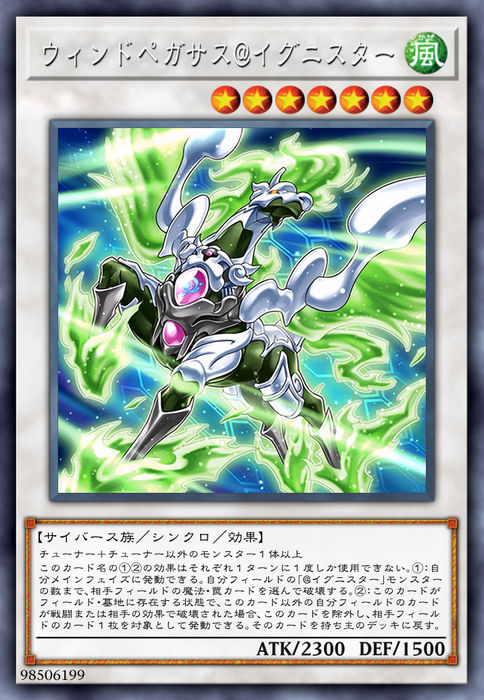 ウィンドペガサス@イグニスター
風
かぜ
【サイバース族／シンクロ／効果】
チューナー＋チューナー以外のモンスター１体以上
このカード名の①②の効果はそれぞれ１ターンに１度しか使用できない。①：自
分メインフェイズに発動できる。自分フィールドの「@イグニスター」モンスター
の数まで、相手フィールドの魔法・罠カードを選んで破壊する。②：このカードが
フィールド・墓地に存在する状態で、このカード以外の自分フィールドのカード
が戦闘または相手の効果で破壊された場合、このカードを除外し、相手フィール
ドのカード１枚を対象として発動できる。そのカードを持ち主のデッキに戻す。
ATK/2300 DEF/1500
98506199